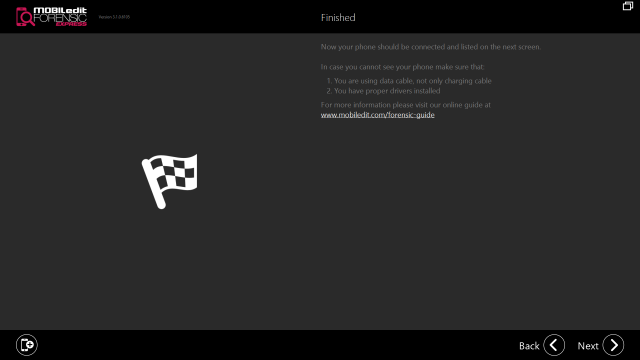 MOBILedit
FORENSIC
EXPRESS
Finished
Now your phone should be connected and listed on the next screen.
In case you cannot see your phone make sure that:
1. You are using data cable, not only charging cable
2. You have proper drivers installed
For more information please visit our online guide at
www.mobiledit.com/forensic-guide
Back
Next